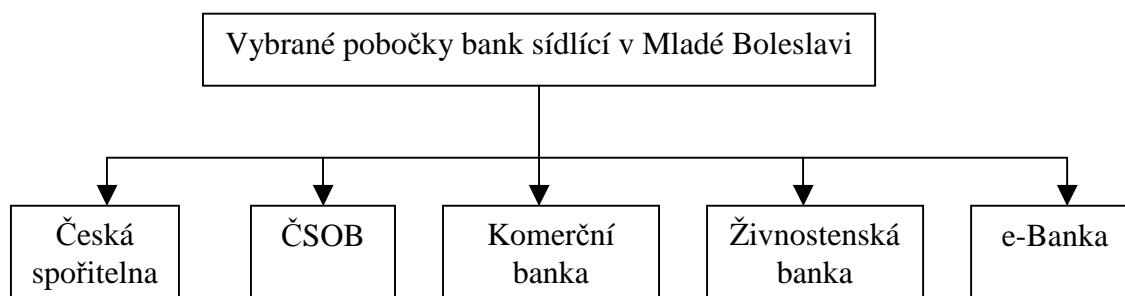 Vybrané pobočky bank sídlící v Mladé Boleslavi
Česká
spořitelna
ČSOB
Komerční
banka
Živnostenská
banka
e-Banka